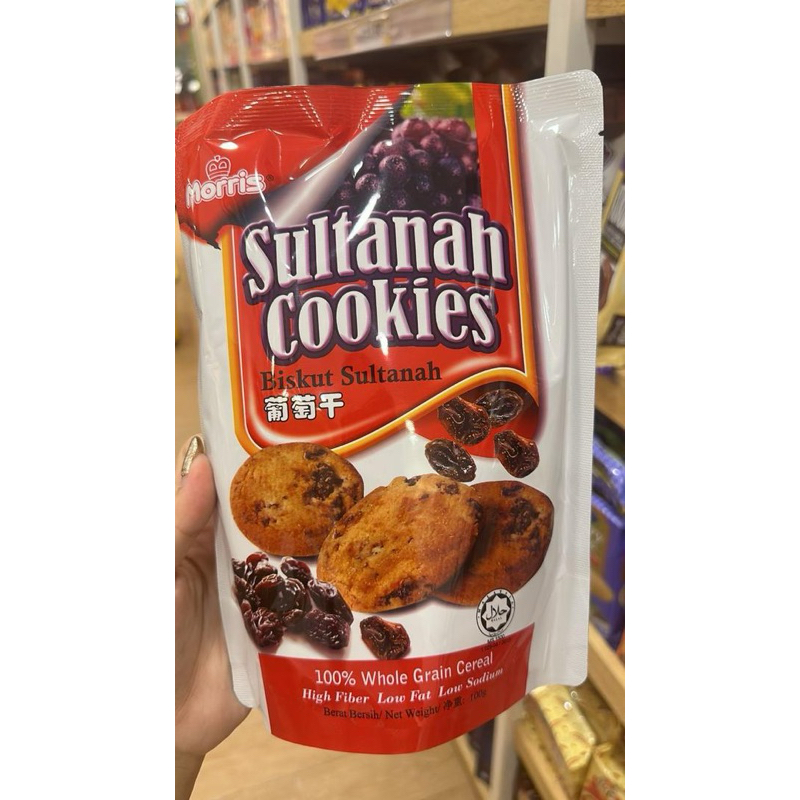 Morris
Sultanah
Cookies
Biskut Sultanah
葡萄干
حلال
100% Whole Grain Cereal
High Fiber Low Fat Low Sodium
Berat Bersih/ Net Weight/ 净重: 100g